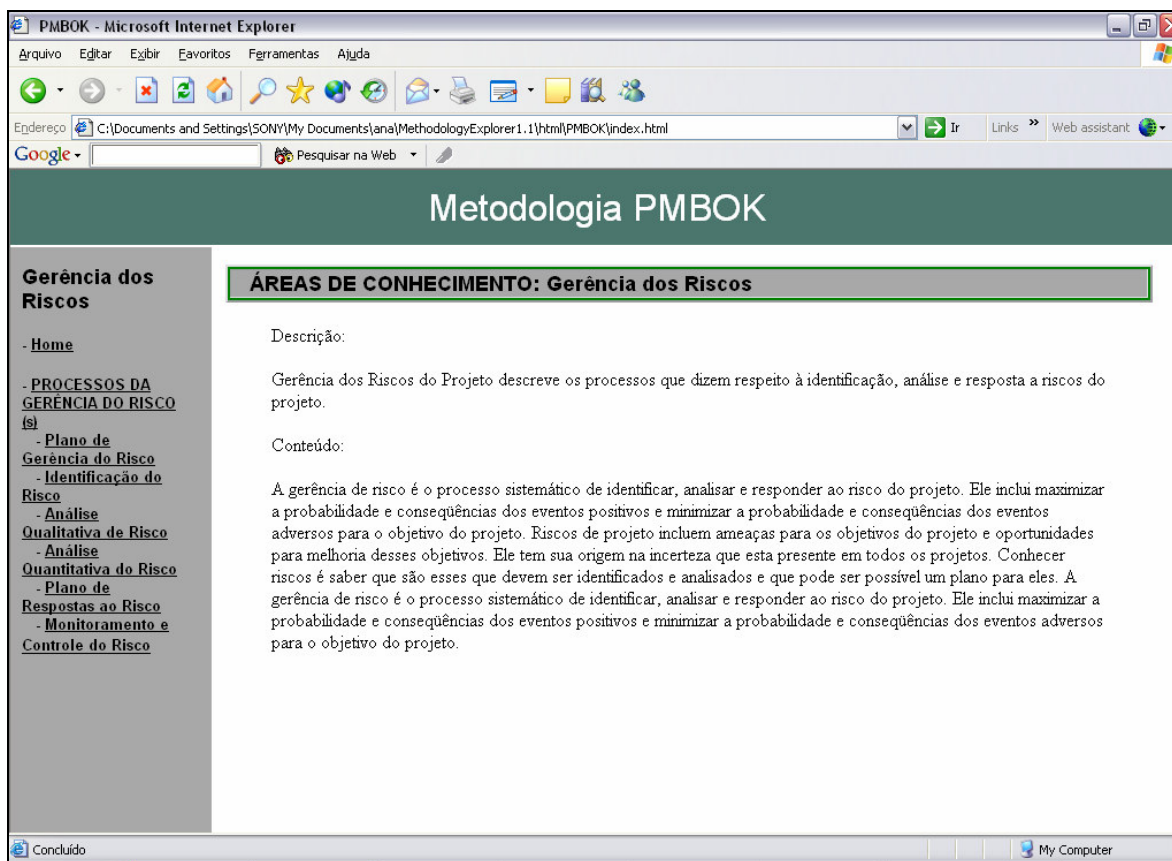 PMBOK - Microsoft Internet Explorer
Arquivo Editar Exibir Favoritos Ferramentas Ajuda
Endereço C:\Documents and Settings\SONY\My Documents\ana\MethodologyExplorer1.1\html\PMBOK\index.html Ir Links » Web assistant
Google Pesquisar na Web
Metodologia PMBOK
Gerência dos
Riscos
- Home
- PROCESSOS DA
GERÊNCIA DO RISCO
(s)
- Plano de
Gerência do Risco
- Identificação do
Risco
- Análise
Qualitativa de Risco
- Análise
Quantitativa do Risco
- Plano de
Respostas ao Risco
- Monitoramento e
Controle do Risco
ÁREAS DE CONHECIMENTO: Gerência dos Riscos
Descrição:
Gerência dos Riscos do Projeto descreve os processos que dizem respeito à identificação, análise e resposta a riscos do
projeto.
Conteúdo:
A gerência de risco é o processo sistemático de identificar, analisar e responder ao risco do projeto. Ele inclui maximizar
a probabilidade e conseqüências dos eventos positivos e minimizar a probabilidade e conseqüências dos eventos
adversos para o objetivo do projeto. Riscos de projeto incluem ameaças para os objetivos do projeto e oportunidades
para melhoria desses objetivos. Ele tem sua origem na incerteza que esta presente em todos os projetos. Conhecer
riscos é saber que são esses que devem ser identificados e analisados e que pode ser possível um plano para eles. A
gerência de risco é o processo sistemático de identificar, analisar e responder ao risco do projeto. Ele inclui maximizar a
probabilidade e conseqüências dos eventos positivos e minimizar a probabilidade e conseqüências dos eventos adversos
para o objetivo do projeto.
Concluído My Computer